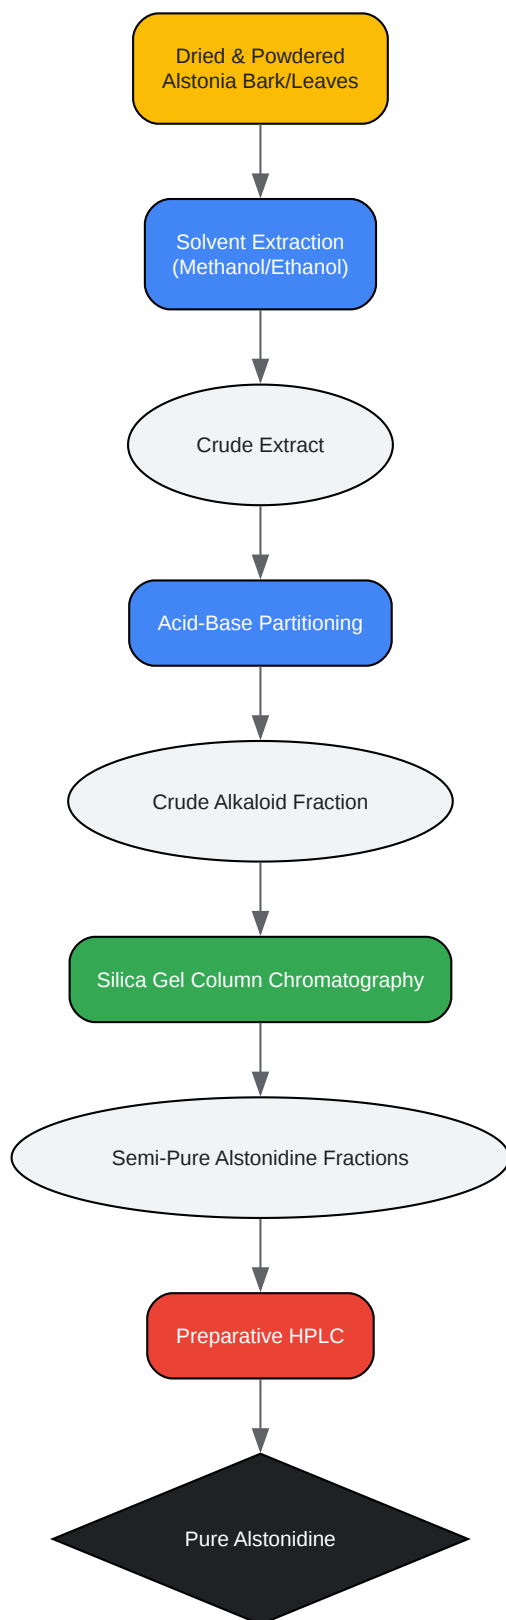 Dried & Powdered
Alstonia Bark/Leaves
Solvent Extraction
(Methanol/Ethanol)
Crude Extract
Acid-Base Partitioning
Crude Alkaloid Fraction
Silica Gel Column Chromatography
Semi-Pure Alstonidine Fractions
Preparative HPLC
Pure Alstonidine